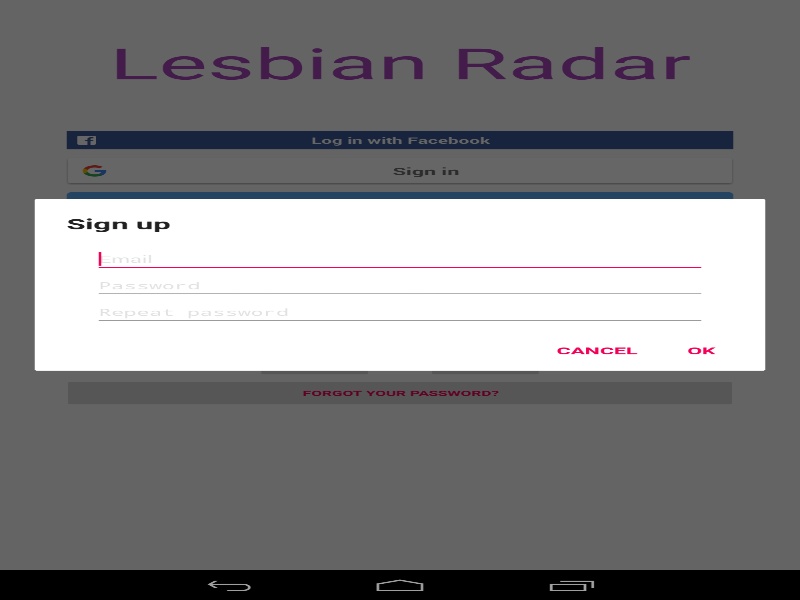 Lesbian Radar
Log in with Facebook
Sign in
Sign up
Email
Password
Repeat password
CANCEL OK
FORGOT YOUR PASSWORD?